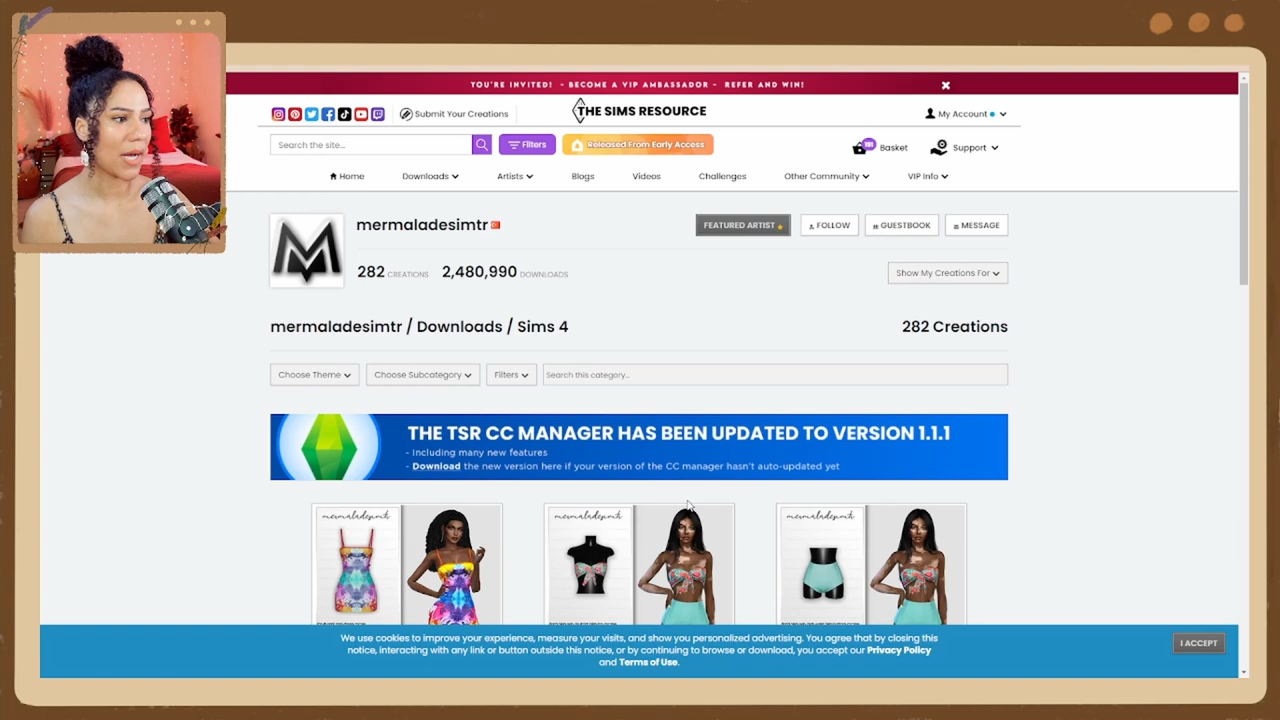 YOU'RE INVITED! - BECOME A VIP AMBASSADOR - REFER AND WIN!
Submit Your Creations
THE SIMS RESOURCE
My Account
Search the site...
Filters
Released From Early Access
Basket
Support
Home
Downloads
Artists
Blogs
Videos
Challenges
Other Community
VIP Info
M
mermaladesimtr
FEATURED ARTIST
FOLLOW
GUESTBOOK
MESSAGE
282 CREATIONS 2,480,990 DOWNLOADS
Show My Creations For
mermaladesimtr / Downloads / Sims 4
282 Creations
Choose Theme
Choose Subcategory
Filters
Search this category...
THE TSR CC MANAGER HAS BEEN UPDATED TO VERSION 1.1.1
- Including many new features
- Download the new version here if your version of the CC manager hasn't auto-updated yet
mermaladesimtr
mermaladesimtr
mermaladesimtr
We use cookies to improve your experience, measure your visits, and show you personalized advertising. You agree that by closing this
notice, interacting with any link or button outside this notice, or by continuing to browse or download, you accept our Privacy Policy
and Terms of Use.
I ACCEPT